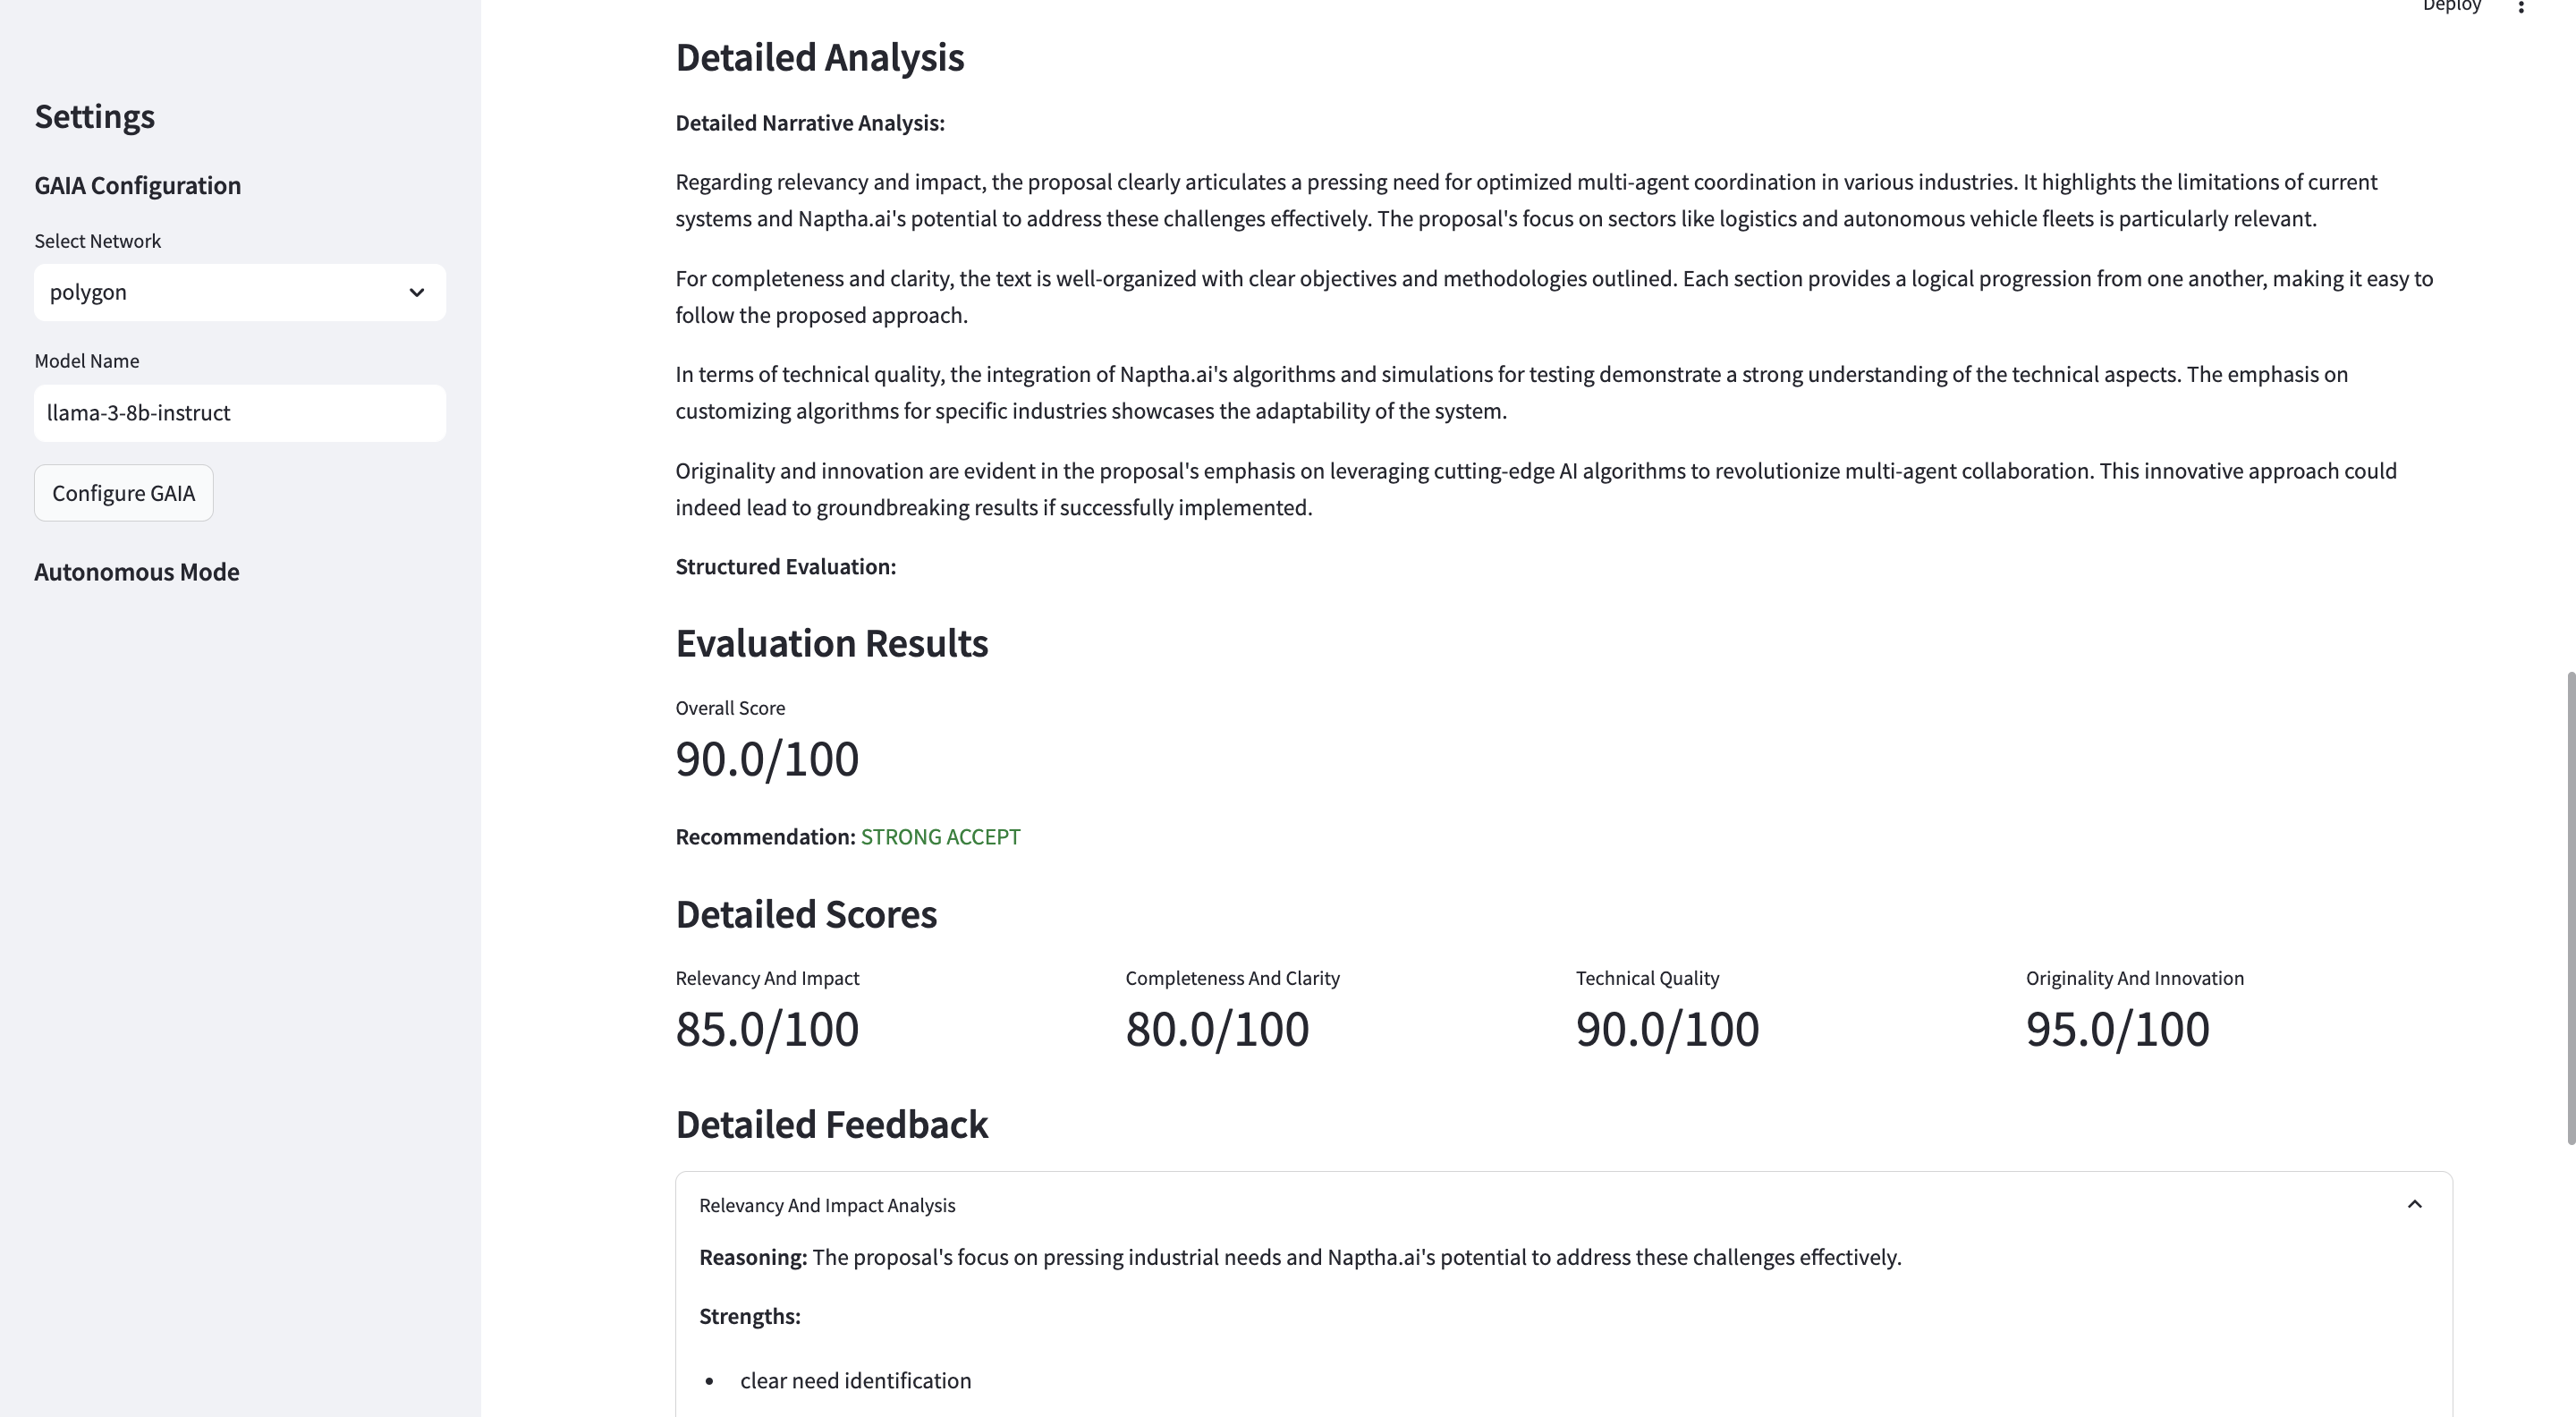 Deploy
Settings
GAIA Configuration
Select Network
polygon
Model Name
llama-3-8b-instruct
Configure GAIA
Autonomous Mode
Detailed Analysis
Detailed Narrative Analysis:
Regarding relevancy and impact, the proposal clearly articulates a pressing need for optimized multi-agent coordination in various industries. It highlights the limitations of current
systems and Naptha.ai's potential to address these challenges effectively. The proposal's focus on sectors like logistics and autonomous vehicle fleets is particularly relevant.
For completeness and clarity, the text is well-organized with clear objectives and methodologies outlined. Each section provides a logical progression from one another, making it easy to
follow the proposed approach.
In terms of technical quality, the integration of Naptha.ai's algorithms and simulations for testing demonstrate a strong understanding of the technical aspects. The emphasis on
customizing algorithms for specific industries showcases the adaptability of the system.
Originality and innovation are evident in the proposal's emphasis on leveraging cutting-edge AI algorithms to revolutionize multi-agent collaboration. This innovative approach could
indeed lead to groundbreaking results if successfully implemented.
Structured Evaluation:
Evaluation Results
Overall Score
90.0/100
Recommendation: STRONG ACCEPT
Detailed Scores
Relevancy And Impact
85.0/100
Completeness And Clarity
80.0/100
Technical Quality
90.0/100
Originality And Innovation
95.0/100
Detailed Feedback
Relevancy And Impact Analysis
Reasoning: The proposal's focus on pressing industrial needs and Naptha.ai's potential to address these challenges effectively.
Strengths:
• clear need identification